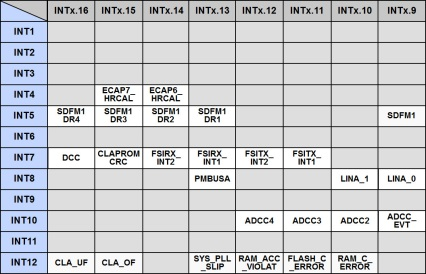 INTx.16 INTx.15 INTx.14 INTx.13 INTx.12 INTx.11 INTx.10 INTx.9
INT1
INT2
INT3
INT4 ECAP7_ ECAP6_
HRCAL HRCAL
INT5 SDFM1 SDFM1 SDFM1 SDFM1 SDFM1
DR4 DR3 DR2 DR1
INT6
INT7 DCC CLAPROM FSIRX_ FSIRX_ FSITX_ FSITX_
CRC INT2 INT1 INT2 INT1
INT8 PMBUSA LINA_1 LINA_0
INT9
INT10 ADCC4 ADCC3 ADCC2 ADCC_
EVT
INT11
INT12 CLA_UF CLA_OF SYS_PLL RAM_ACC FLASH_C RAM_C_
_SLIP _VIOLAT _ERROR ERROR